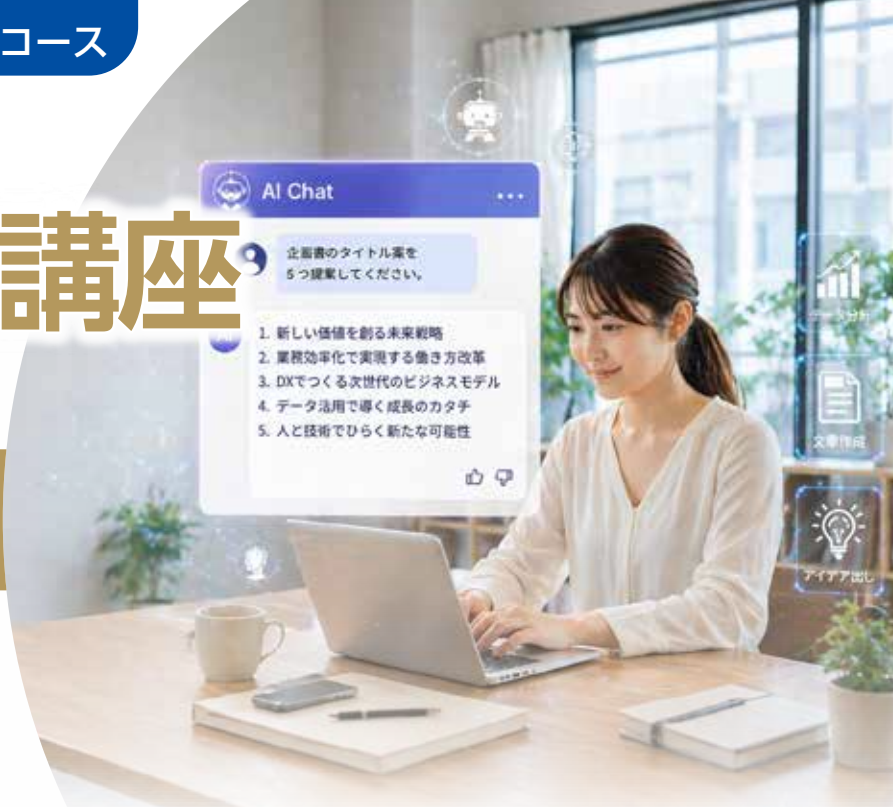 コース
講座
AI Chat
企画書のタイトル案を
5つ提案してください。
1. 新しい価値を創る未来戦略
2. 業務効率化で実現する働き方改革
3. DXでつくる次世代のビジネスモデル
4. データ活用で導く成長のカタチ
5. 人と技術でひらく新たな可能性
データ分析
文章作成
アイデア出し